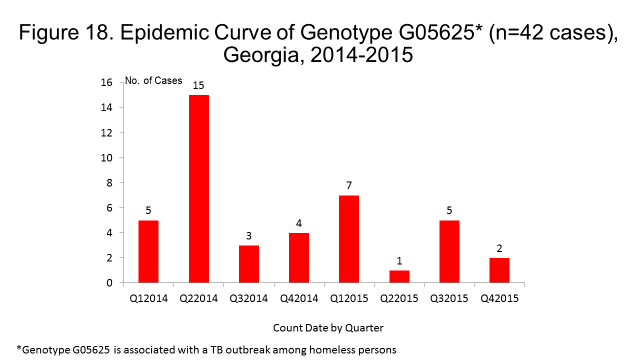 Figure 18. Epidemic Curve of Genotype G05625* (n=42 cases),
Georgia, 2014-2015
No. of Cases
16
14
12
10
8
6
4
2
0
5
15
3
4
7
1
5
2
Q12014 Q22014 Q32014 Q42014 Q12015 Q22015 Q32015 Q42015
Count Date by Quarter
*Genotype G05625 is associated with a TB outbreak among homeless persons